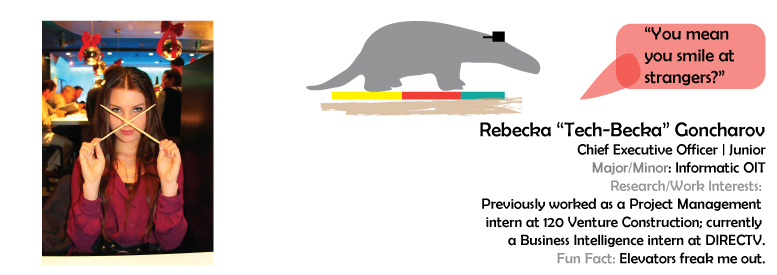 “You mean
you smile at
strangers?”
Rebecka “Tech-Becka” Goncharov
Chief Executive Officer | Junior
Major/Minor: Informatic OIT
Research/Work Interests:
Previously worked as a Project Management
intern at 120 Venture Construction; currently
a Business Intelligence intern at DIRECTV.
Fun Fact: Elevators freak me out.